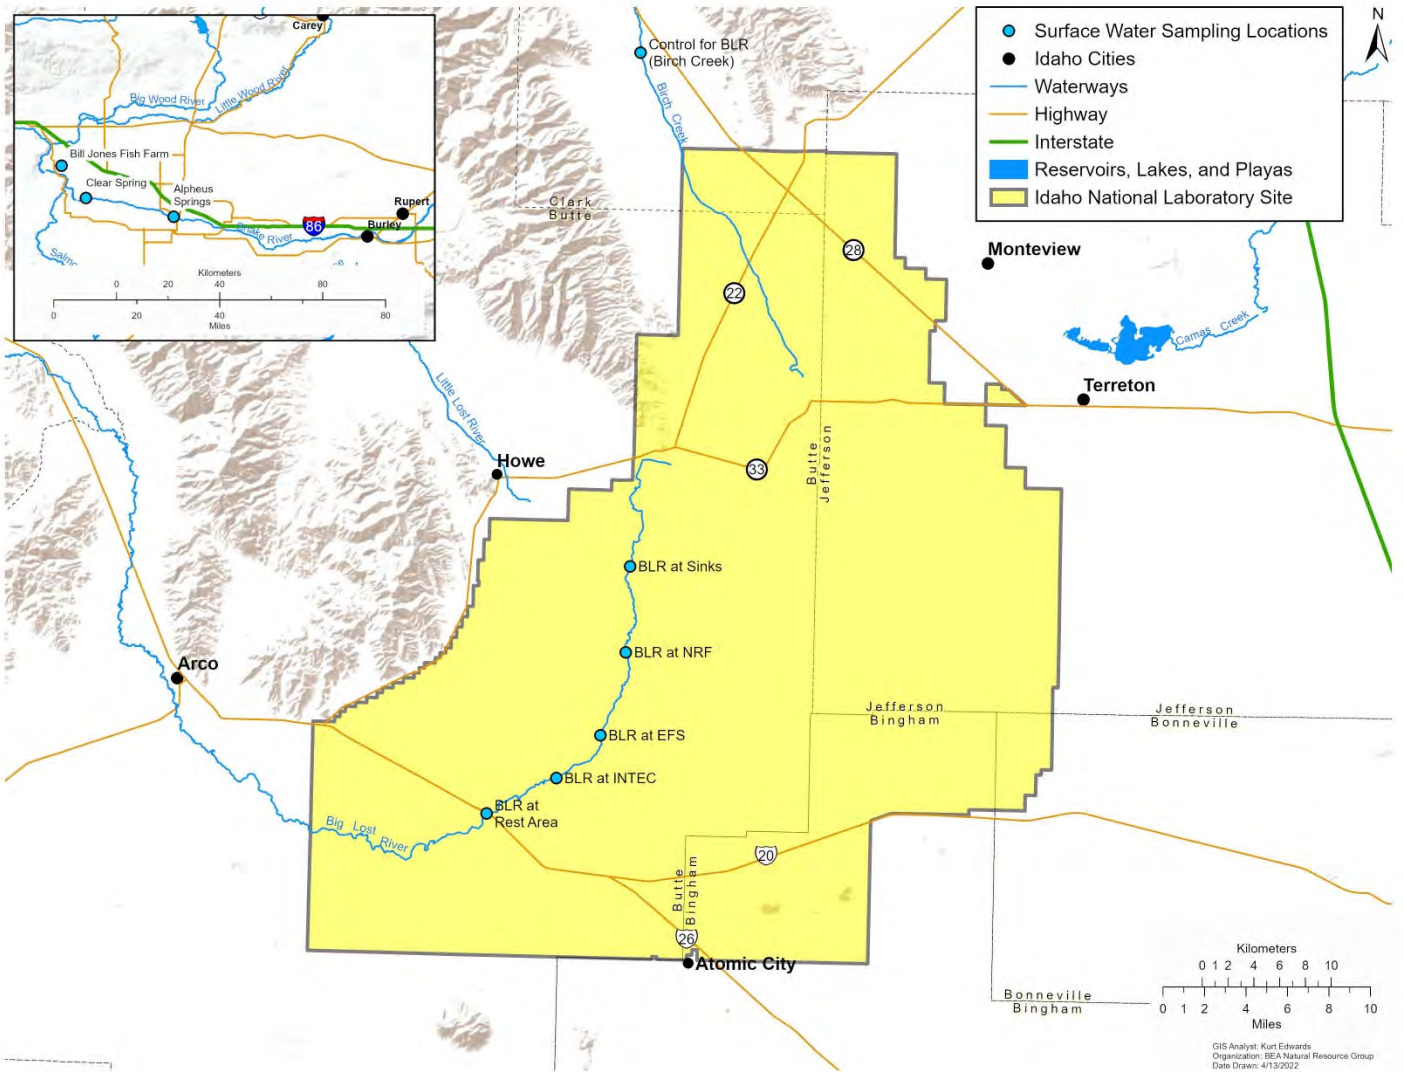 Carey
Big Wood River
Little Wood River
Bill Jones Fish Farm
Clear Spring
Alpheus
Springs
Rupert
Burley
86
Snake River
Kilometers
0 20 40 80
0 20 40 80
Miles
Control for BLR
(Birch Creek)
Birch Creek
N
Surface Water Sampling Locations
Idaho Cities
Waterways
Highway
Interstate
Reservoirs, Lakes, and Playas
Idaho National Laboratory Site
Clark
Butte
28
22
Monteview
Camas Creek
Terreton
Little Lost River
Howe
33
Butte
Jefferson
BLR at Sinks
BLR at NRF
Arco
Jefferson
Bingham
Jefferson
Bonneville
BLR at EFS
BLR at INTEC
BLR at
Rest Area
Big Lost River
20
Butte
Bingham
26
Atomic City
Bonneville
Bingham
Kilometers
0 1 2 4 6 8 10
0 1 2 4 6 8 10
Miles
GIS Analyst: Kurt Edwards
Organization: BEA Natural Resource Group
Date Drawn: 4/13/2022